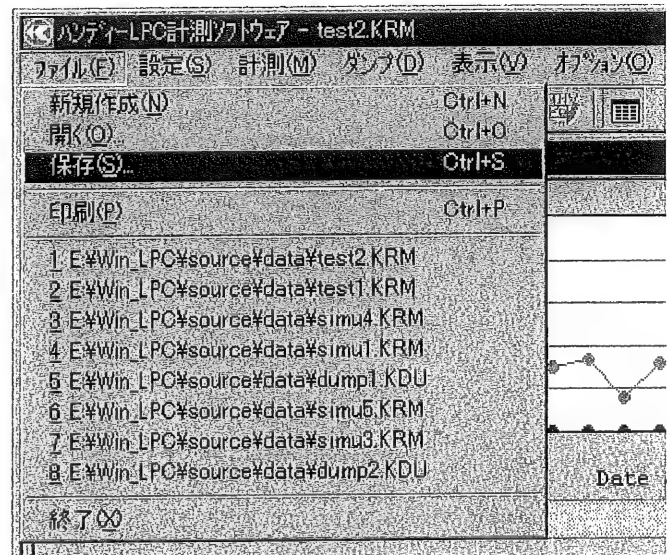 ハンディーLPC計測ソフトウェア - test2.KRM
ファイル(F) 設定(S) 計測(M) ダンプ(D) 表示(V) オプション(O)
新規作成(N) Ctrl+N
開く(O)... Ctrl+O
保存(S)... Ctrl+S
印刷(P) Ctrl+P
1 E:¥Win_LPC¥source¥data¥test2.KRM
2 E:¥Win_LPC¥source¥data¥test1.KRM
3 E:¥Win_LPC¥source¥data¥simu4.KRM
4 E:¥Win_LPC¥source¥data¥simu1.KRM
5 E:¥Win_LPC¥source¥data¥dump1.KDU
6 E:¥Win_LPC¥source¥data¥simu5.KRM
7 E:¥Win_LPC¥source¥data¥simu3.KRM
8 E:¥Win_LPC¥source¥data¥dump2.KDU
Date
終了(X)